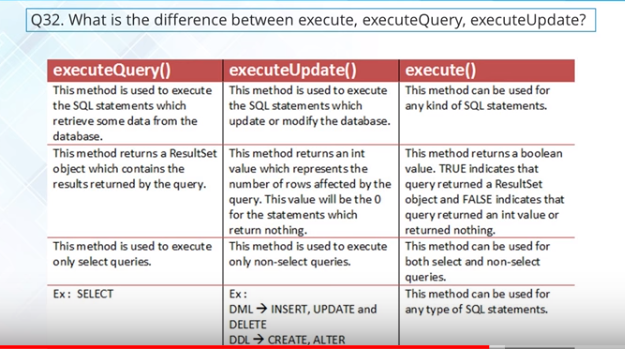 Q32. What is the difference between execute, executeQuery, executeUpdate?
executeQuery()
This method is used to execute
the SQL statements which
retrieve some data from the
database.
This method returns a ResultSet
object which contains the
results returned by the query.
This method is used to execute
only select queries.
Ex : SELECT
executeUpdate()
This method is used to execute
the SQL statements which
update or modify the database.
This method returns an int
value which represents the
number of rows affected by the
query. This value will be the 0
for the statements which
return nothing.
This method is used to execute
only non-select queries.
Ex :
DML → INSERT, UPDATE and
DELETE
DDL → CREATE, ALTER
execute()
This method can be used for
any kind of SQL statements.
This method returns a boolean
value. TRUE indicates that
query returned a ResultSet
object and FALSE indicates that
query returned an int value or
returned nothing.
This method can be used for
both select and non-select
queries.
This method can be used for
any type of SQL statements.